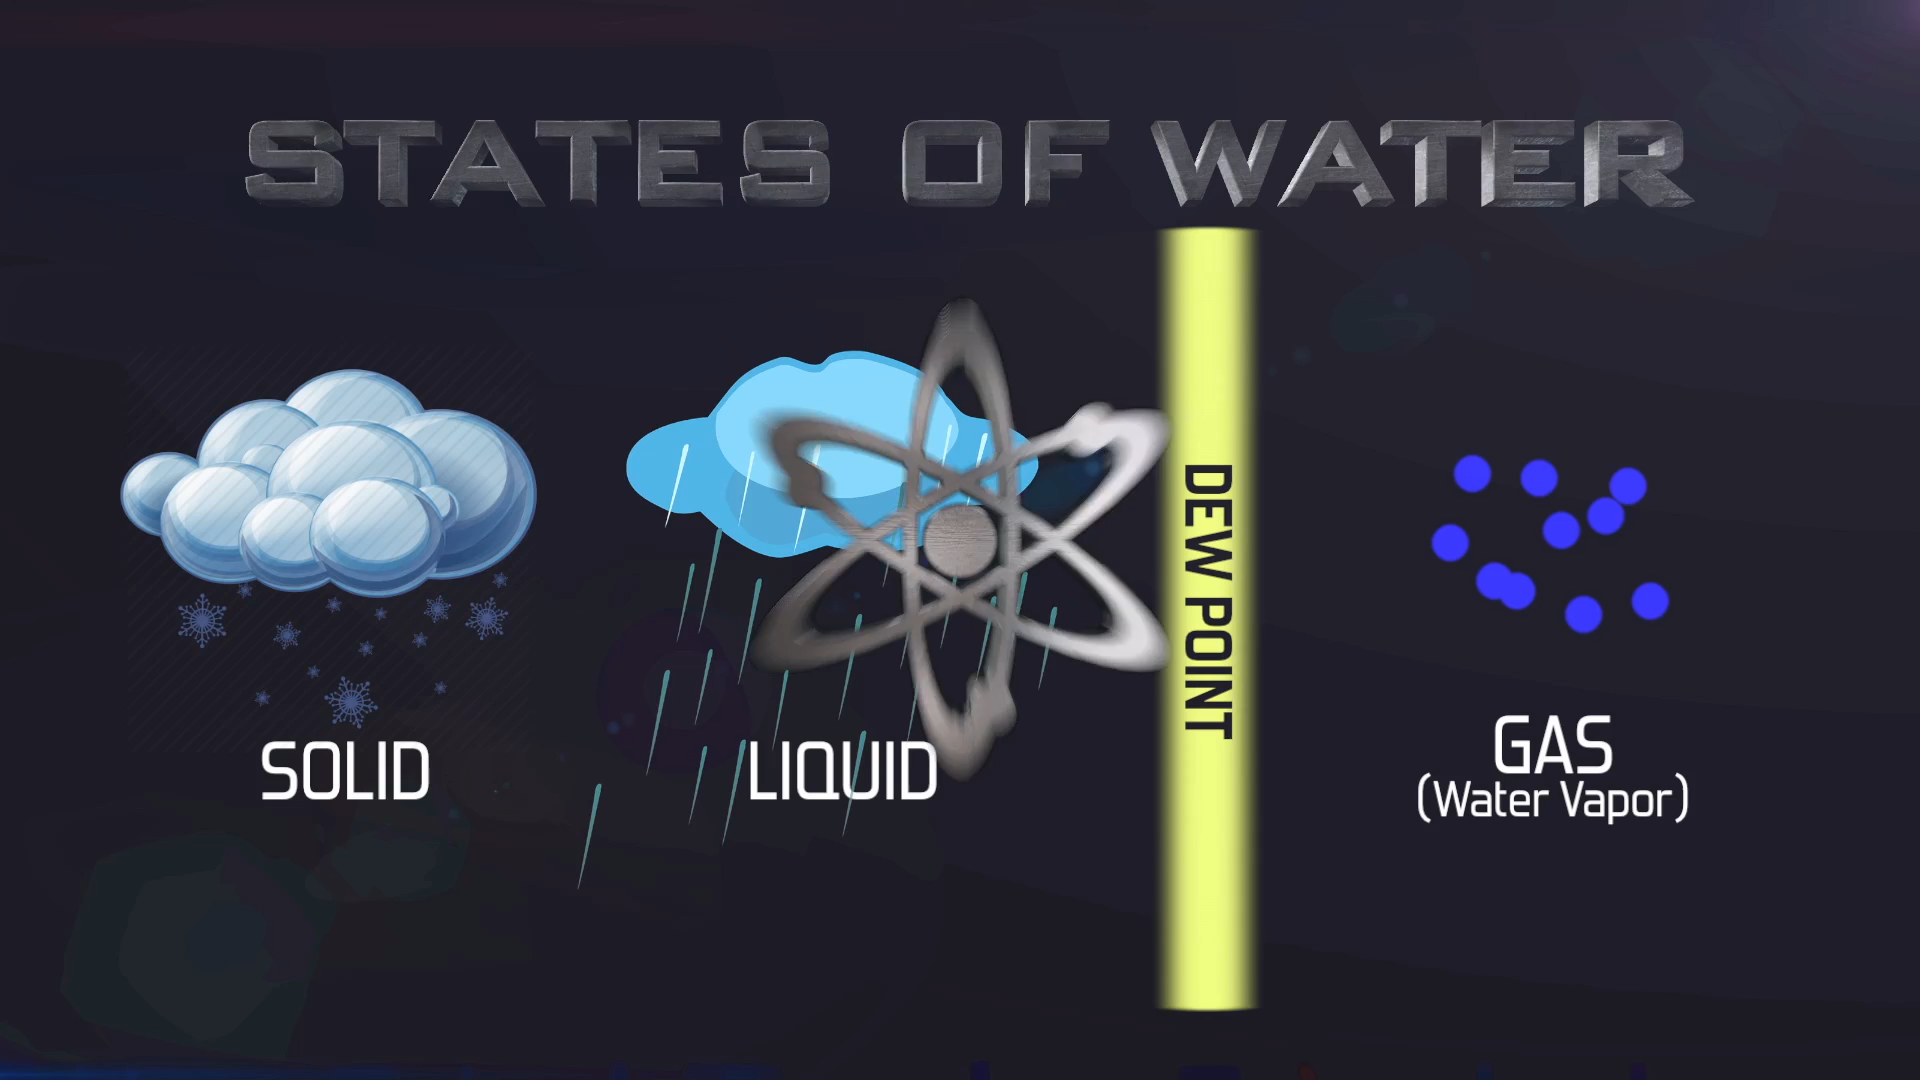 STATES OF WATER
SOLID
LIQUID
DEW POINT
GAS
(Water Vapor)